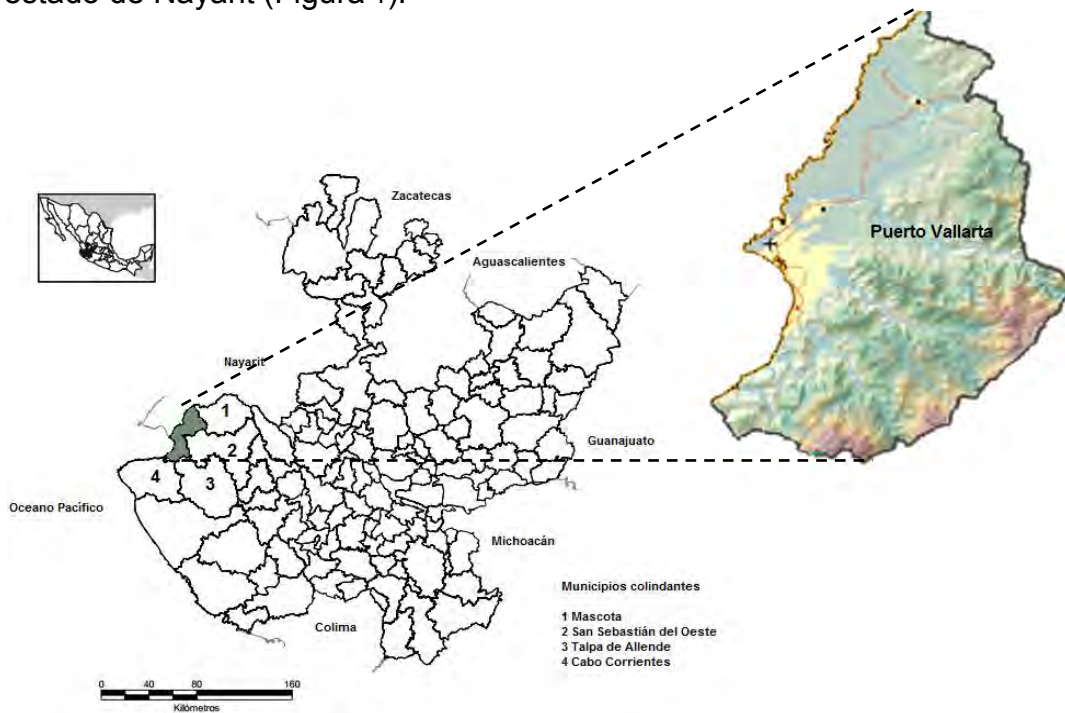 estado de Nayarit (Figura 1).
Zacatecas
Aguascalientes
Puerto Vallarta
Nayarit
1
2
Guanajuato
4
3
Oceano Pacífico
Michoacán
Municipios colindantes
1 Mascota
2 San Sebastián del Oeste
3 Talpa de Allende
4 Cabo Corrientes
Colima
0 40 80 120 160
Kilómetros